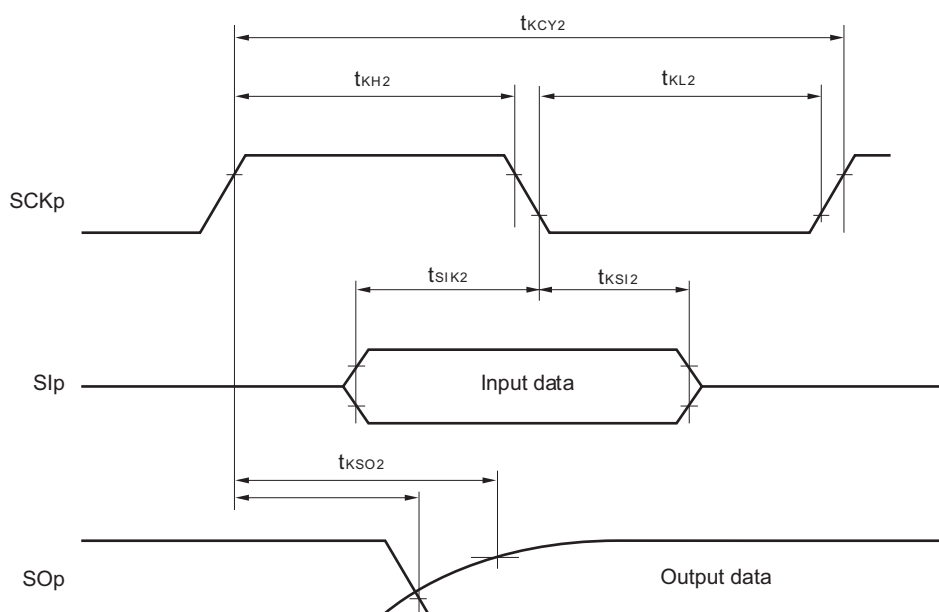 tKCY2
tKH2
tKL2
SCKp
tSIK2
tKSI2
SIp
Input data
tKSO2
SOp
Output data